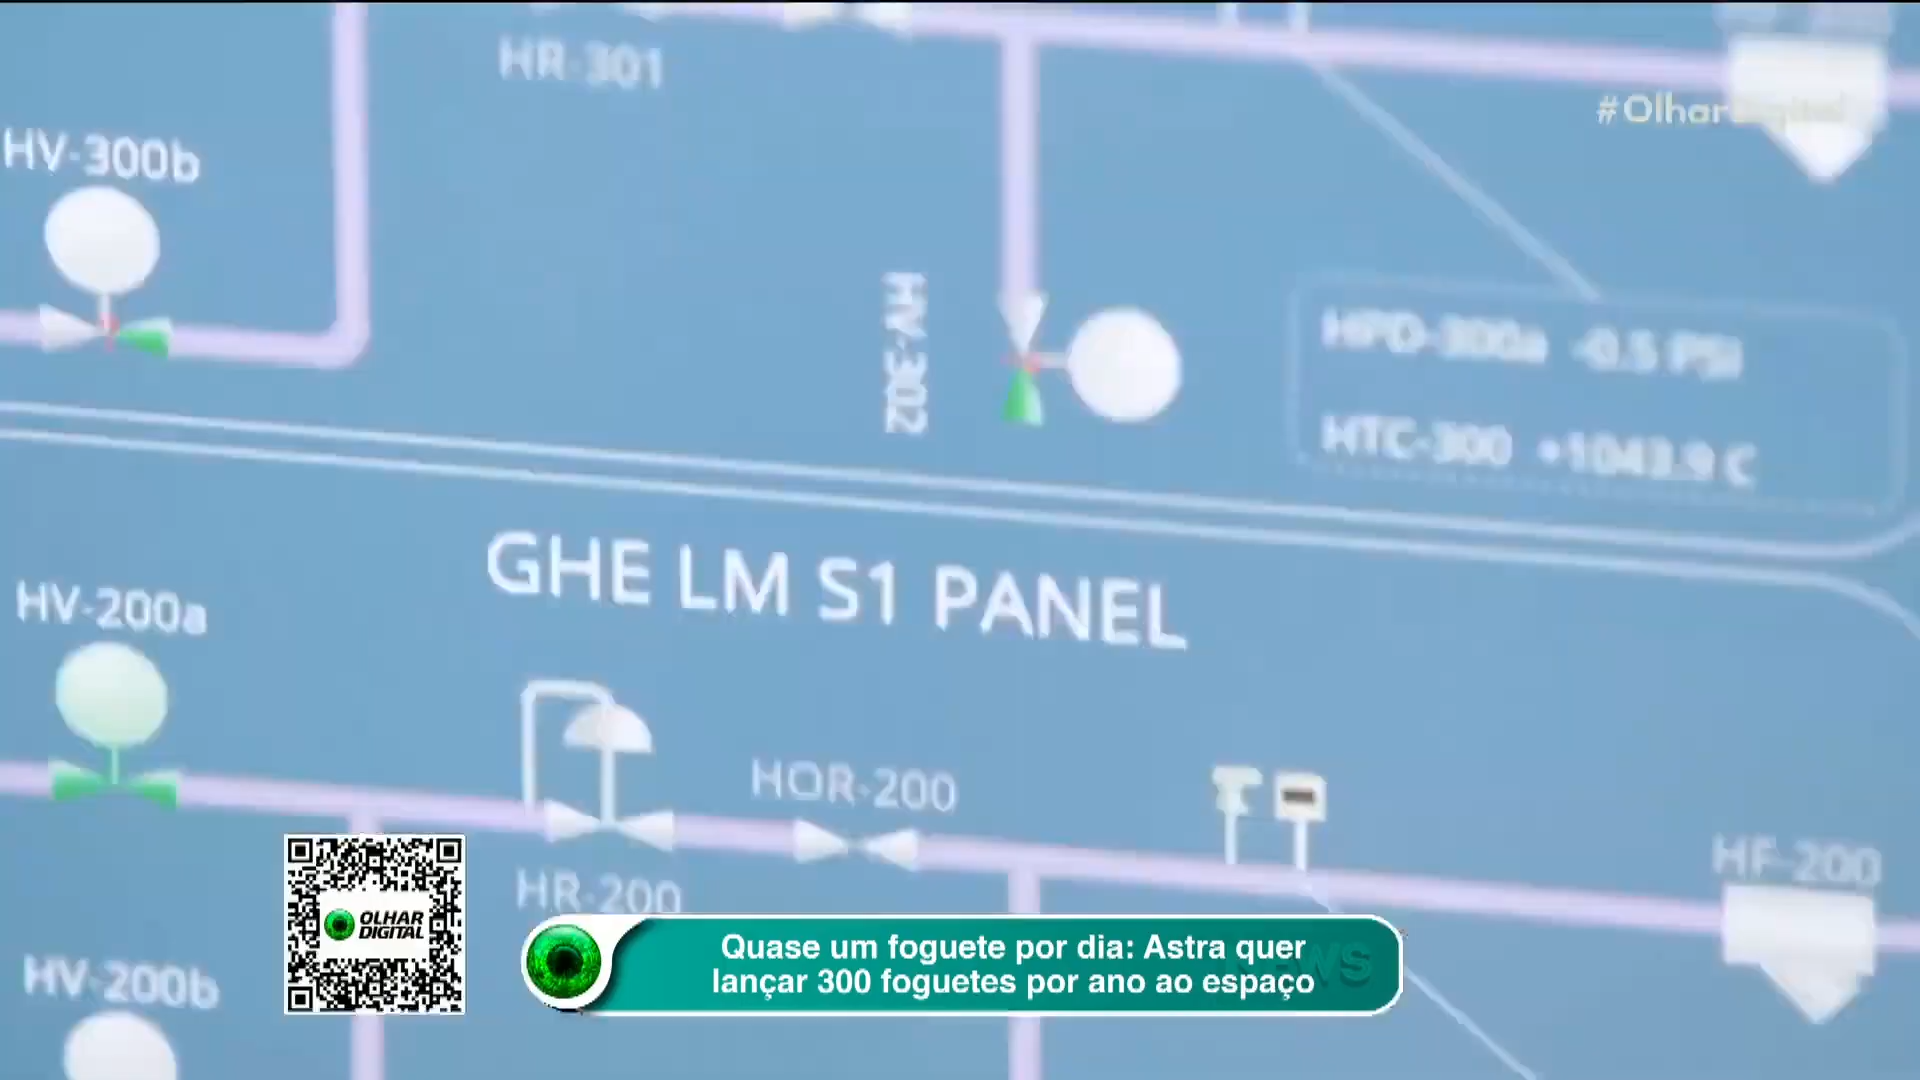 HR-301
#OlharDigital
HV-300b
HV-302
HPD-300a -0.5 PSI
HTC-300 +1043.9 C
GHE LM S1 PANEL
HV-200a
HOR-200
HF-200
HR-200
OLHAR
DIGITAL
Quase um foguete por dia: Astra quer
lançar 300 foguetes por ano ao espaço
NEWS
HV-200b